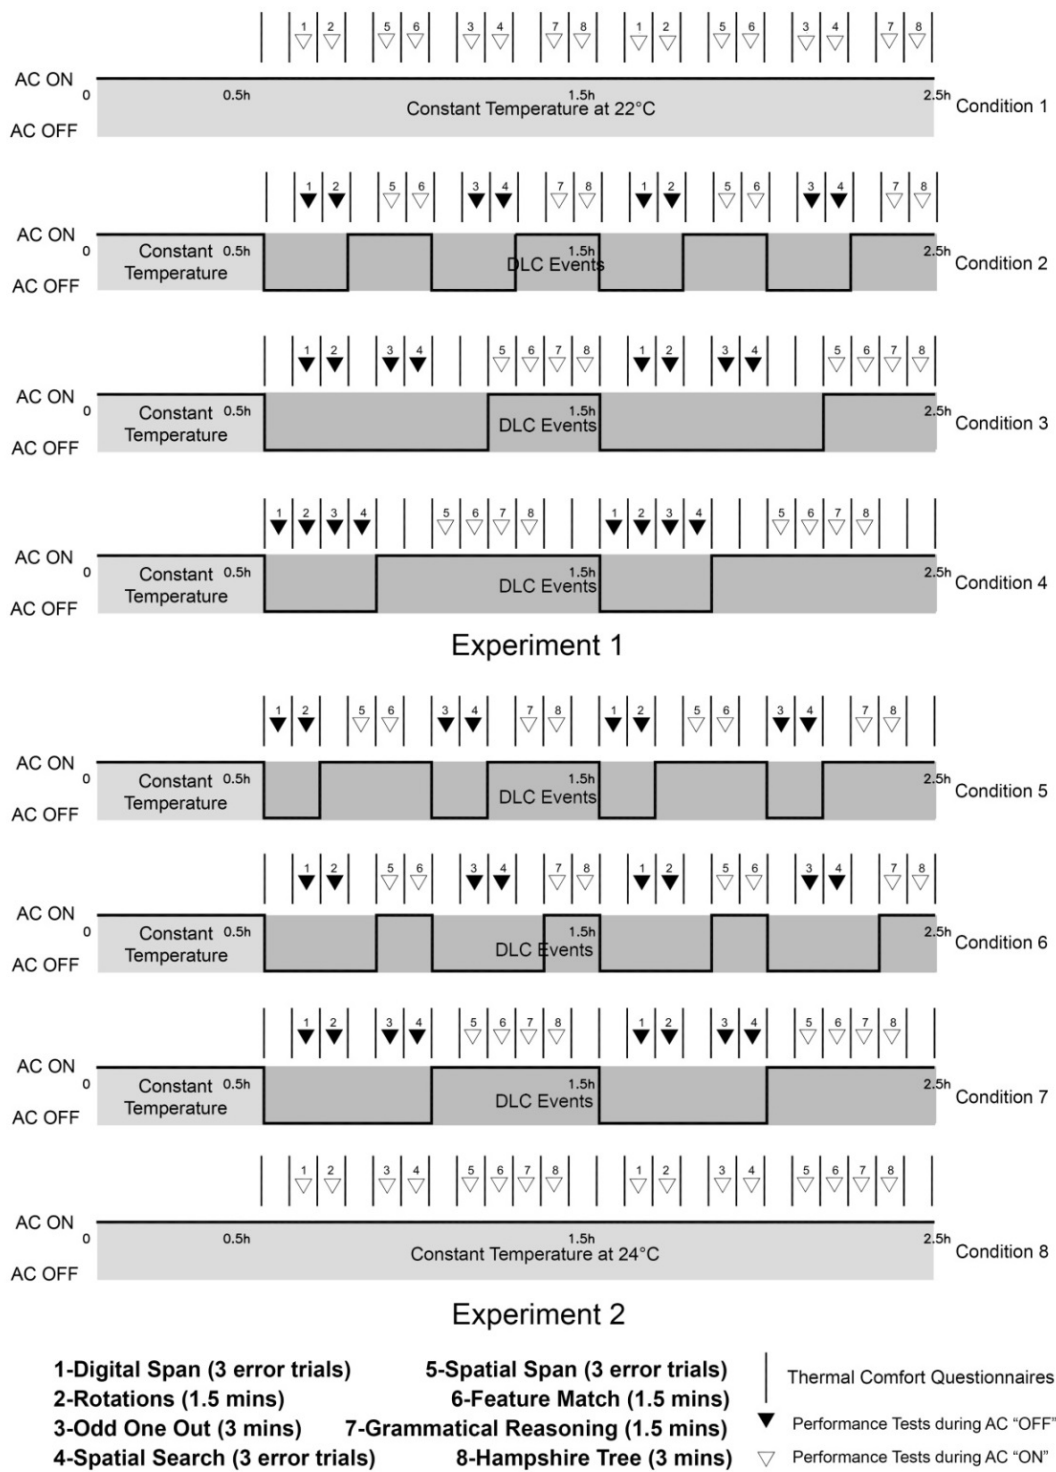 1 2 5 6 3 4 7 8 1 2 5 6 3 4 7 8
AC ON
0 0.5h 1.5h 2.5h
Constant Temperature at 22°C
Condition 1
AC OFF
1 2 5 6 3 4 7 8 1 2 5 6 3 4 7 8
AC ON
0 Constant 0.5h 1.5h 2.5h
Temperature DLC Events Condition 2
AC OFF
1 2 3 4 5 6 7 8 1 2 3 4 5 6 7 8
AC ON
0 Constant 0.5h 1.5h 2.5h
Temperature DLC Events Condition 3
AC OFF
1 2 3 4 5 6 7 8 1 2 3 4 5 6 7 8
AC ON
0 Constant 0.5h 1.5h 2.5h
Temperature DLC Events Condition 4
AC OFF
Experiment 1
1 2 5 6 3 4 7 8 1 2 5 6 3 4 7 8
AC ON
0 Constant 0.5h 1.5h 2.5h
Temperature DLC Events Condition 5
AC OFF
1 2 5 6 3 4 7 8 1 2 5 6 3 4 7 8
AC ON
0 Constant 0.5h 1.5h 2.5h
Temperature DLC Events Condition 6
AC OFF
1 2 3 4 5 6 7 8 1 2 3 4 5 6 7 8
AC ON
0 Constant 0.5h 1.5h 2.5h
Temperature DLC Events Condition 7
AC OFF
1 2 3 4 5 6 7 8 1 2 3 4 5 6 7 8
AC ON
0 0.5h 1.5h 2.5h
Constant Temperature at 24°C Condition 8
AC OFF
Experiment 2
1-Digital Span (3 error trials) 5-Spatial Span (3 error trials)
2-Rotations (1.5 mins) 6-Feature Match (1.5 mins)
3-Odd One Out (3 mins) 7-Grammatical Reasoning (1.5 mins)
4-Spatial Search (3 error trials) 8-Hampshire Tree (3 mins)
Thermal Comfort Questionnaires
Performance Tests during AC “OFF”
Performance Tests during AC “ON”